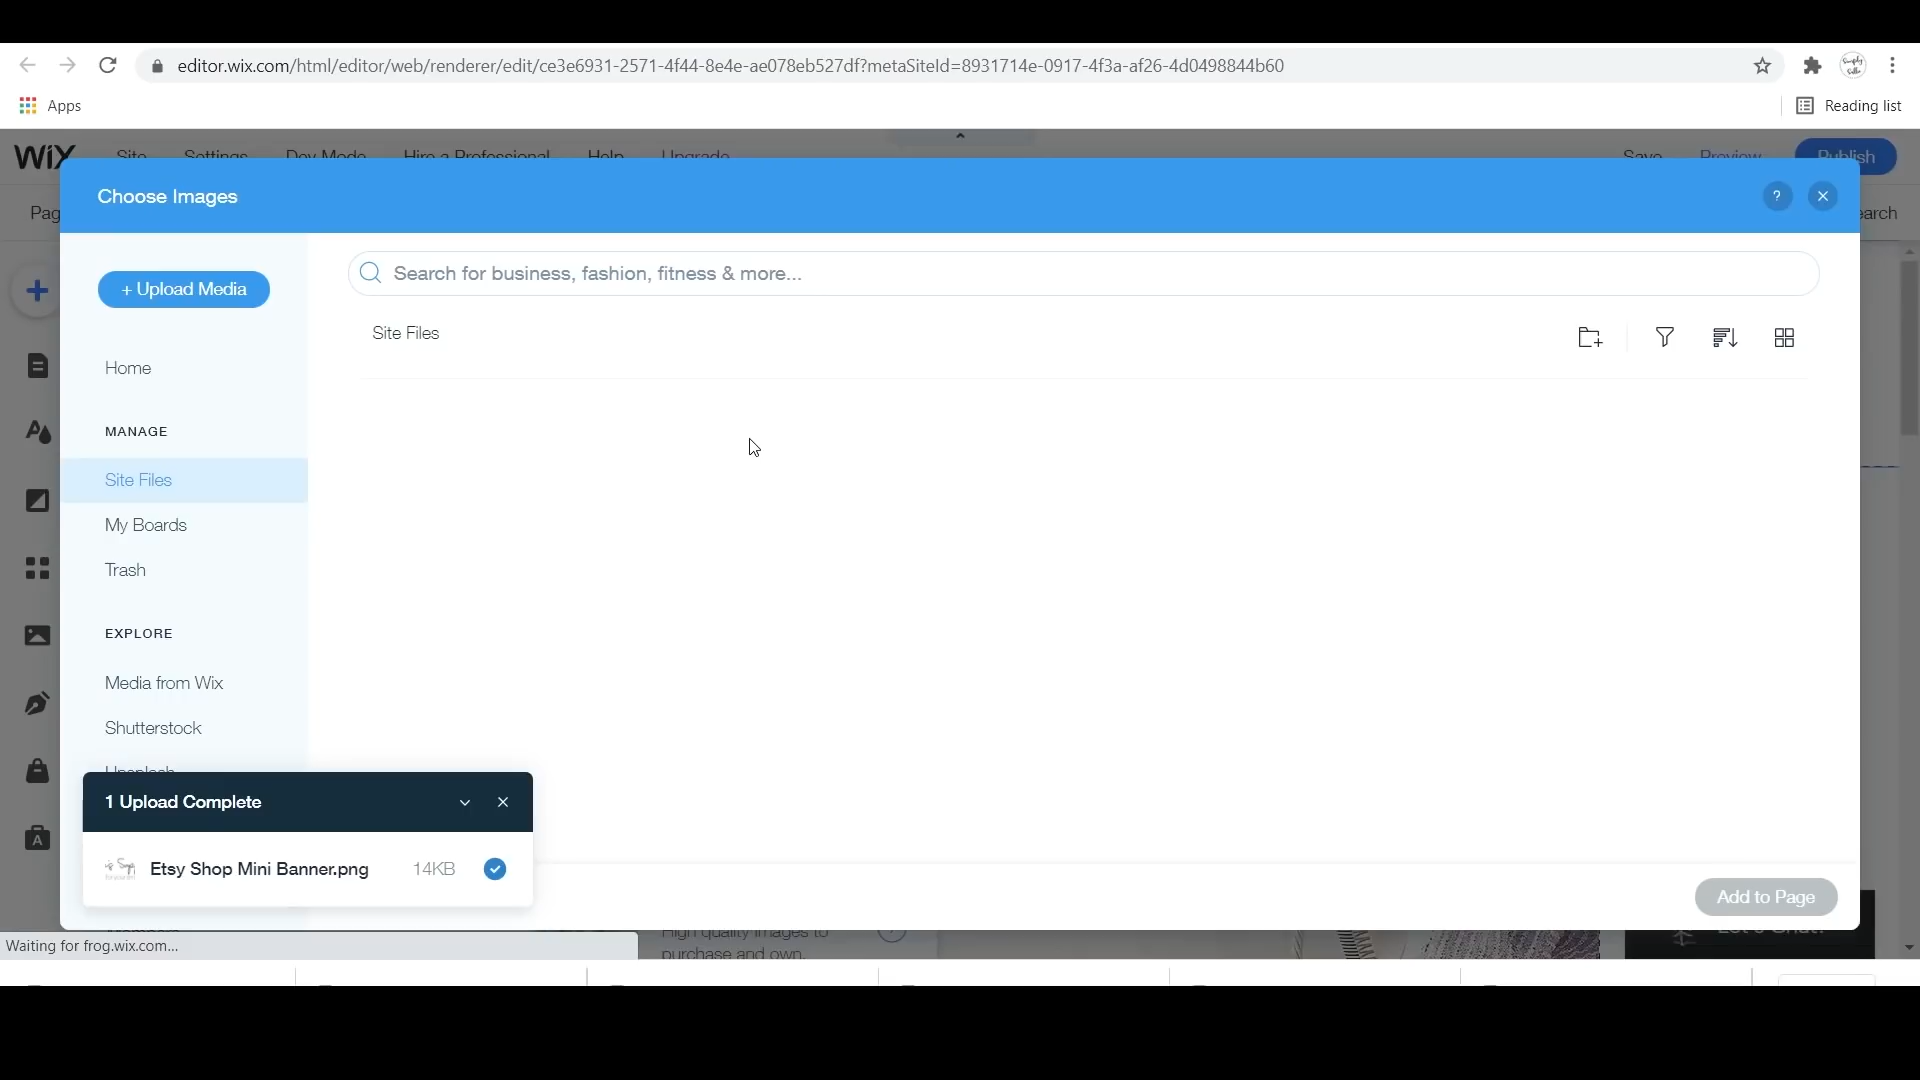 editor.wix.com/html/editor/web/renderer/edit/ce3e6931-2571-4f44-8e4e-ae078eb527df?metaSiteId=8931714e-0917-4f3a-af26-4d0498844b60
Apps
Reading list
WiX Site Settings Dev Mode Hire a Professional Help Upgrade Save Preview Publish
Choose Images
?
Pag
earch
+ Upload Media
Search for business, fashion, fitness & more...
Site Files
Home
MANAGE
Site Files
My Boards
Trash
EXPLORE
Media from Wix
Shutterstock
Unsplash
1 Upload Complete
Etsy Shop Mini Banner.png 14KB
Add to Page
Let's Chat!
High quality images to
purchase and own.
Waiting for frog.wix.com...